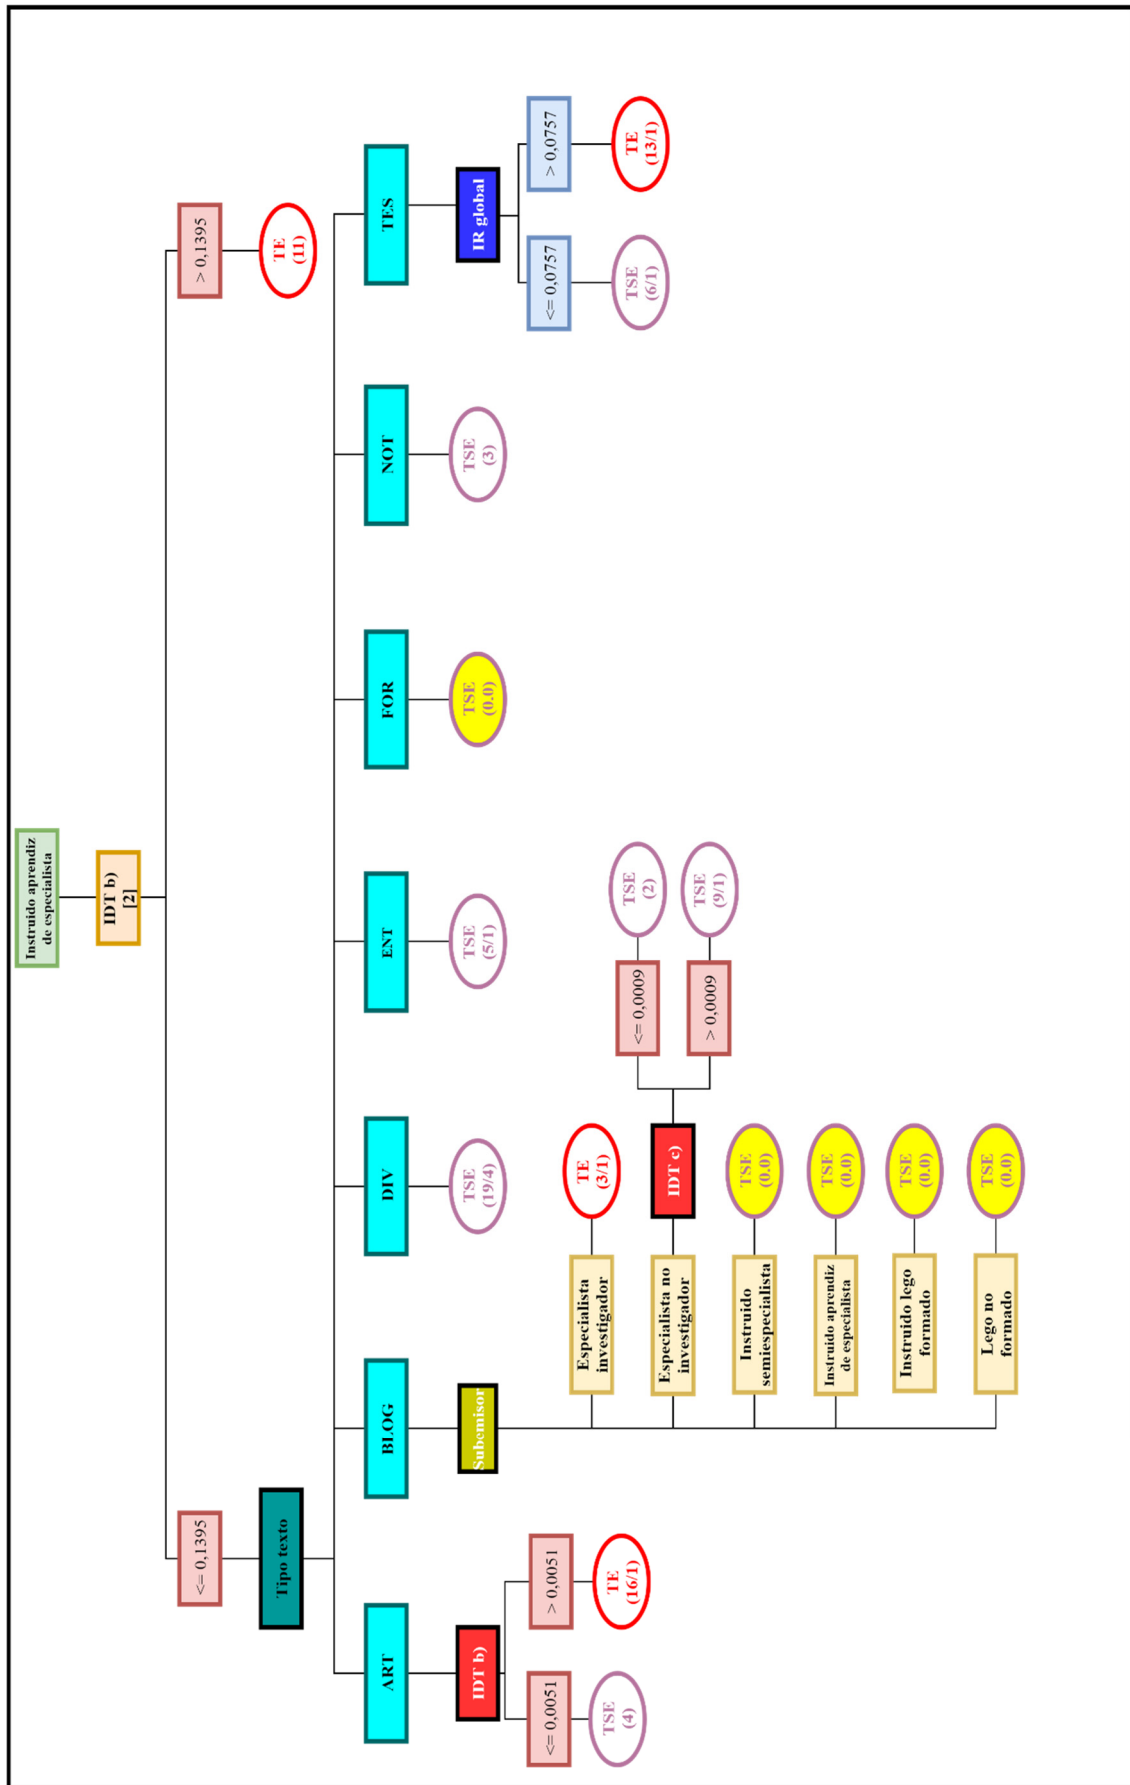 Instruido aprendiz
de especialista
IDT b)
[2]
<= 0,1395
> 0,1395
Tipo texto
TE
(11)
ART
BLOG
DIV
ENT
FOR
NOT
TES
IDT b)
Subemisor
TSE
(19/4)
TSE
(5/1)
TSE
(0.0)
TSE
(3)
IR global
<= 0,0051
> 0,0051
<= 0,0757
> 0,0757
TSE
(4)
TE
(16/1)
TSE
(6/1)
TE
(13/1)
Especialista
investigador
TE
(3/1)
Especialista no
investigador
IDT c)
<= 0,0009
TSE
(2)
> 0,0009
TSE
(9/1)
Instruido
semiespecialista
TSE
(0.0)
Instruido aprendiz
de especialista
TSE
(0.0)
Instruido lego
formado
TSE
(0.0)
Lego no
formado
TSE
(0.0)